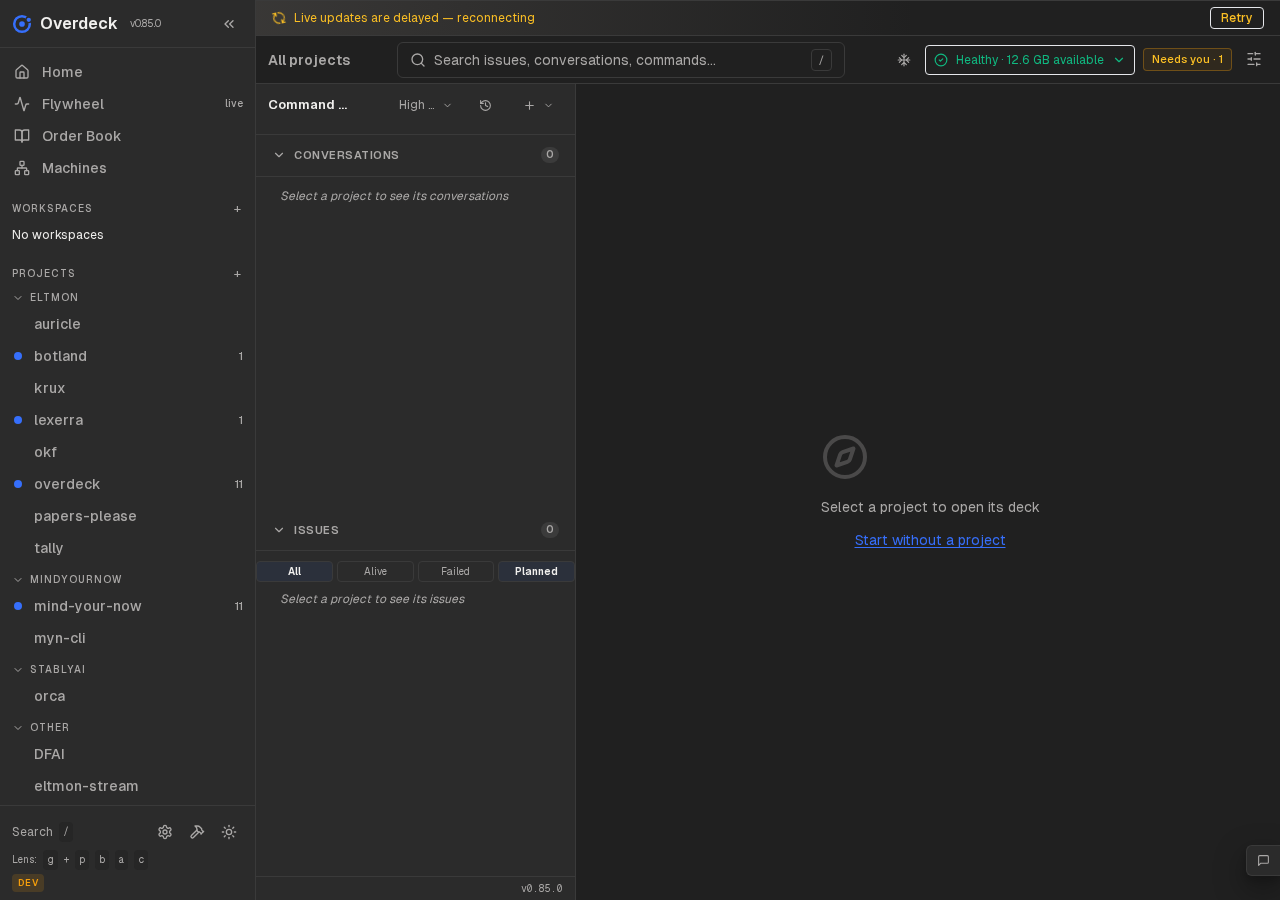 Overdeck v0.85.0
Home
Flywheel live
Order Book
Machines
WORKSPACES +
No workspaces
PROJECTS +
ELTMON
auricle
botland 1
krux
lexerra 1
okf
overdeck 11
papers-please
tally
MINDYOURNOW
mind-your-now 11
myn-cli
STABLYAI
orca
OTHER
DFAI
eltmon-stream
Search /
Lens: g + p b a c
DEV
Live updates are delayed — reconnecting Retry
All projects
Search issues, conversations, commands... /
Healthy · 12.6 GB available
Needs you · 1
Command ... High ...
CONVERSATIONS 0
Select a project to see its conversations
ISSUES 0
All Alive Failed Planned
Select a project to see its issues
v0.85.0
Select a project to open its deck
Start without a project